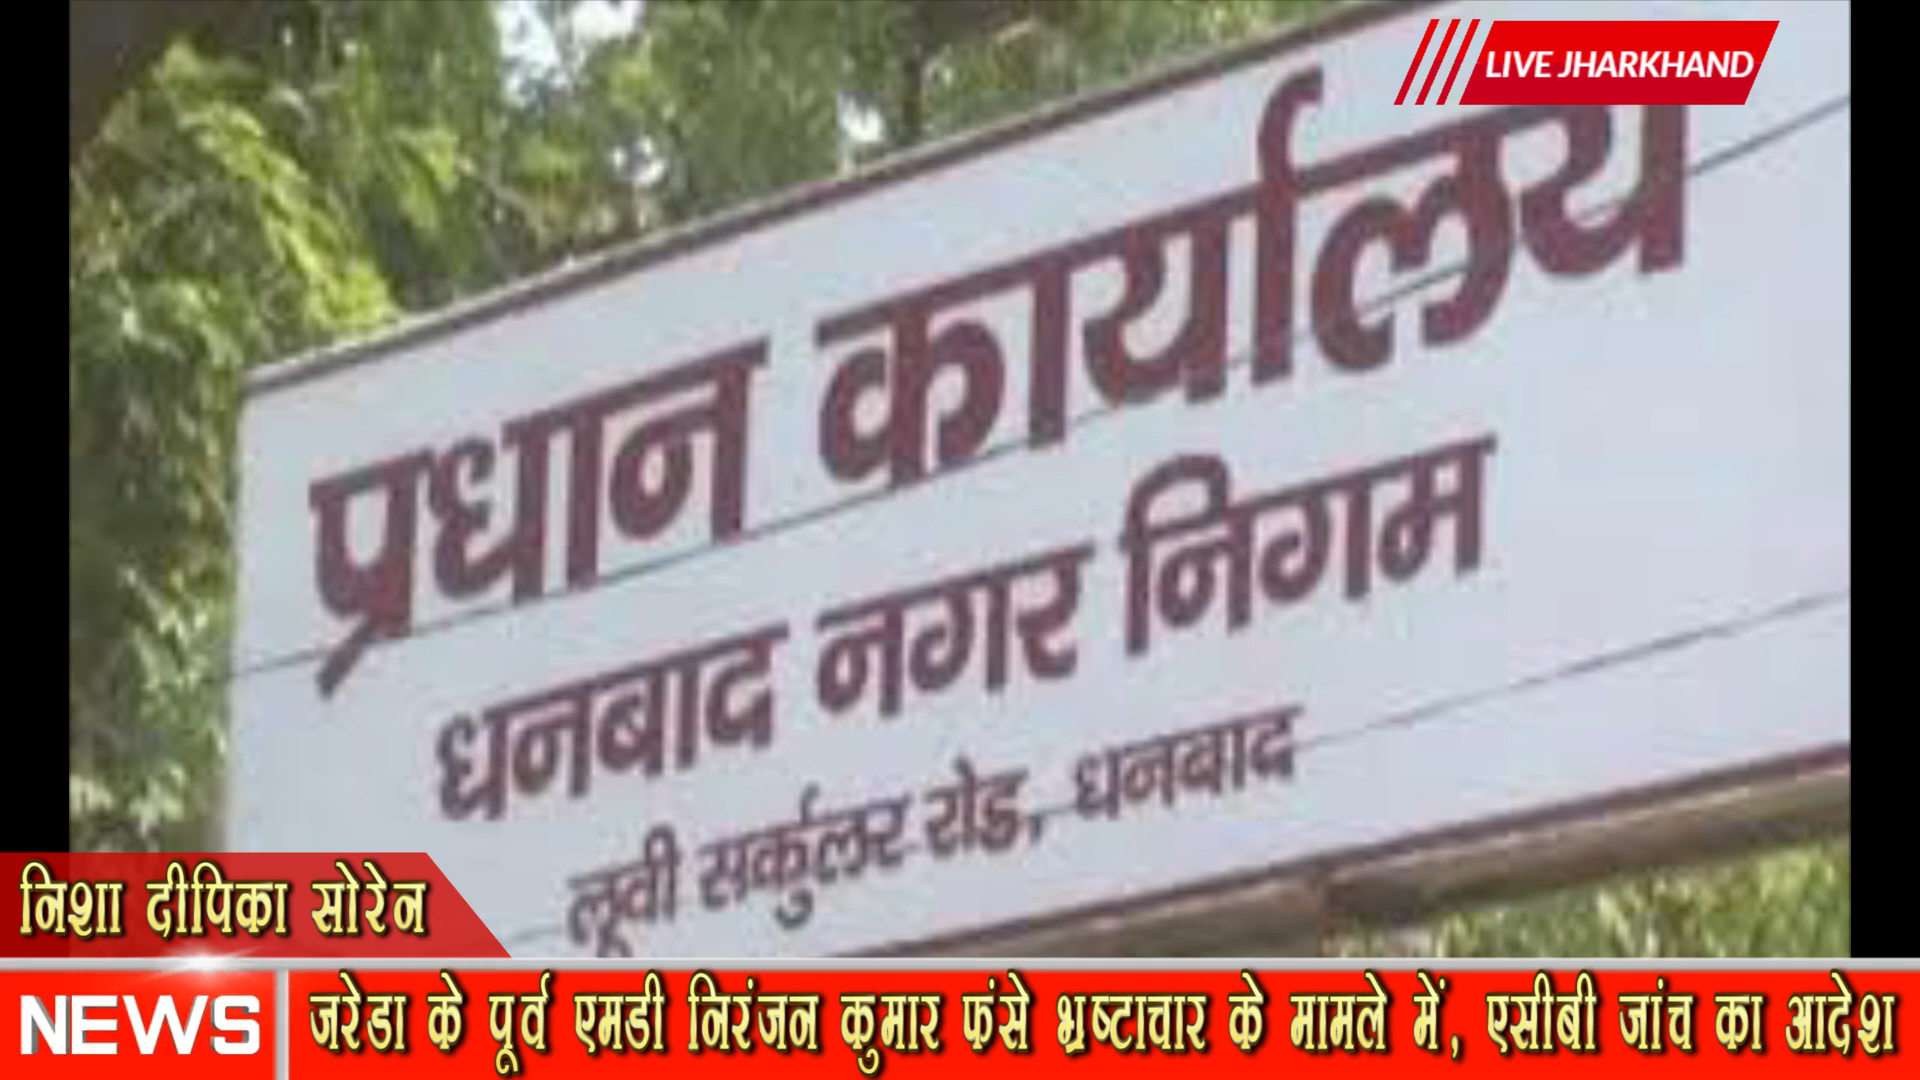 LIVE JHARKHAND
प्रधान कार्यालय
धनबाद नगर निगम
लूवी सर्कुलर रोड, धनबाद
निशा दीपिका सोरेन
NEWS
जरेडा के पूर्व एमडी निरंजन कुमार फंसे भ्रष्टाचार के मामले में, एसीबी जांच का आदेश